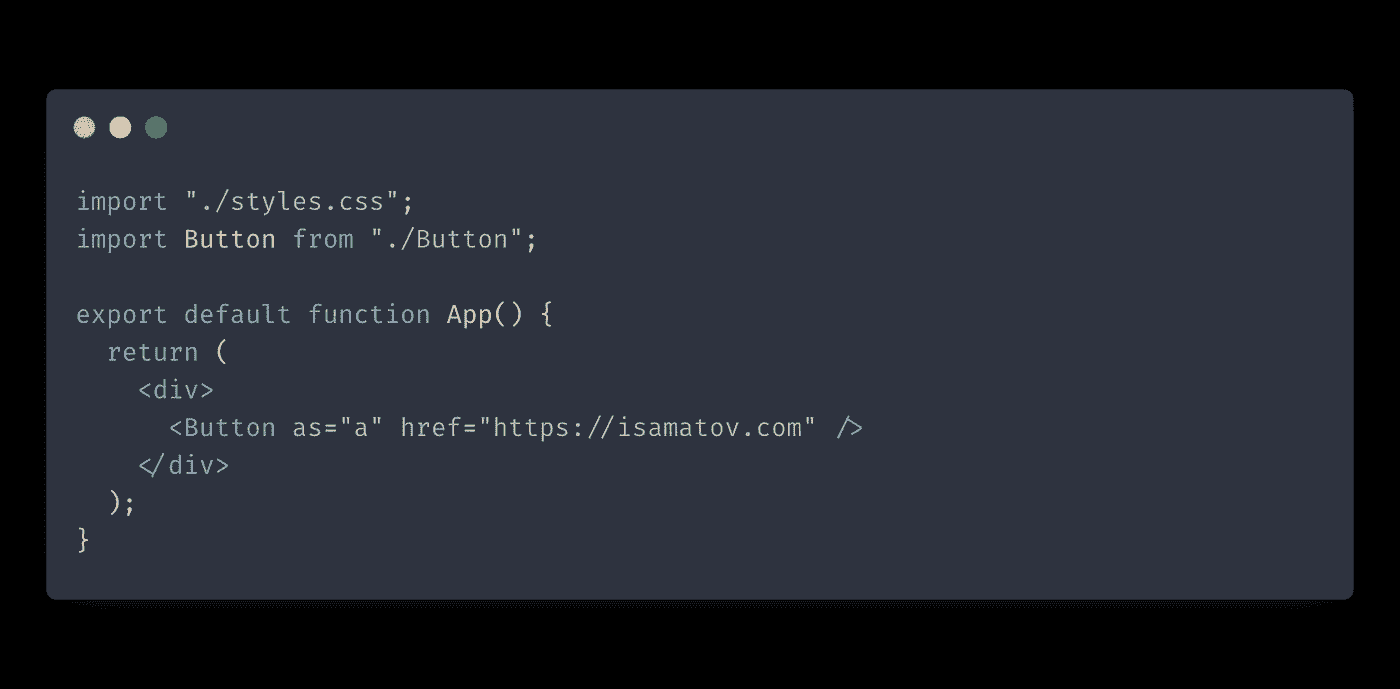 import "./styles.css";
import Button from "./Button";

export default function App() {
  return (
    <div>
      <Button as="a" href="https://isamatov.com" />
    </div>
  );
}